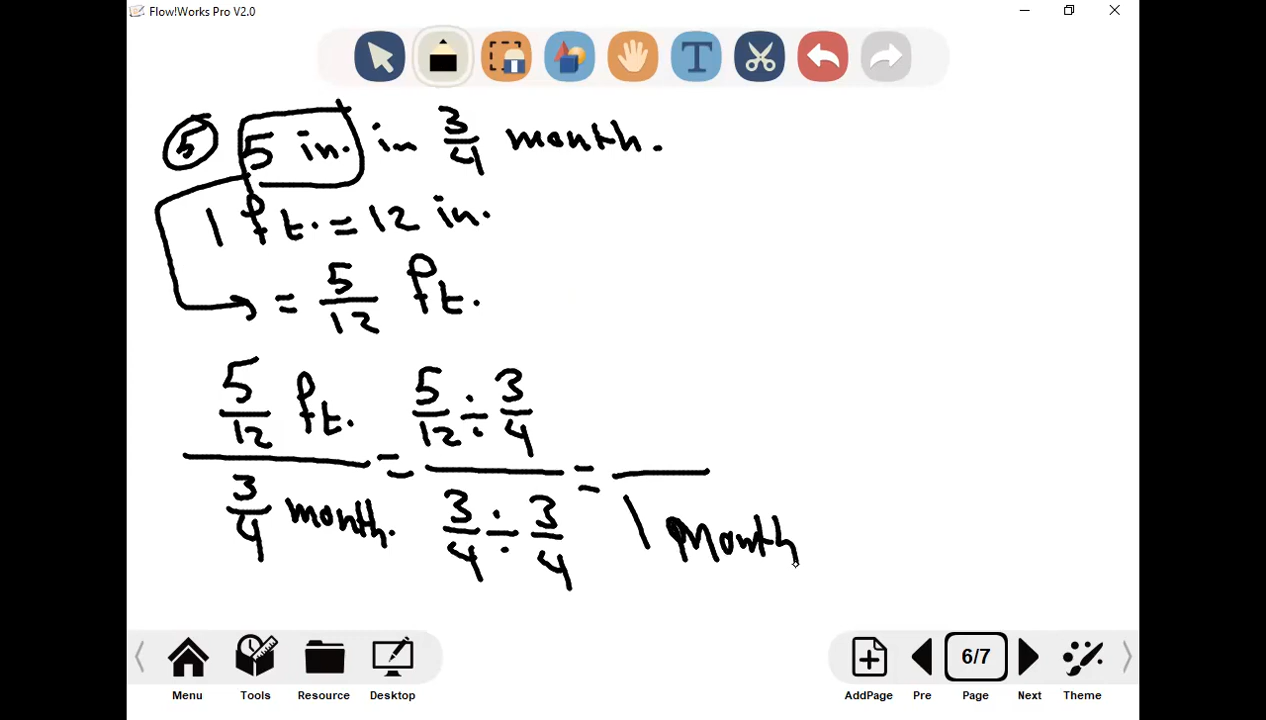 Flow!Works Pro V2.0
T
5 5 in. in 3/4 month.
1 ft. = 12 in.
= 5/12 ft.
5/12 ft. / 3/4 month. = 5/12 ÷ 3/4 / 3/4 ÷ 3/4 = / 1 Month
6/7
Menu Tools Resource Desktop AddPage Pre Page Next Theme